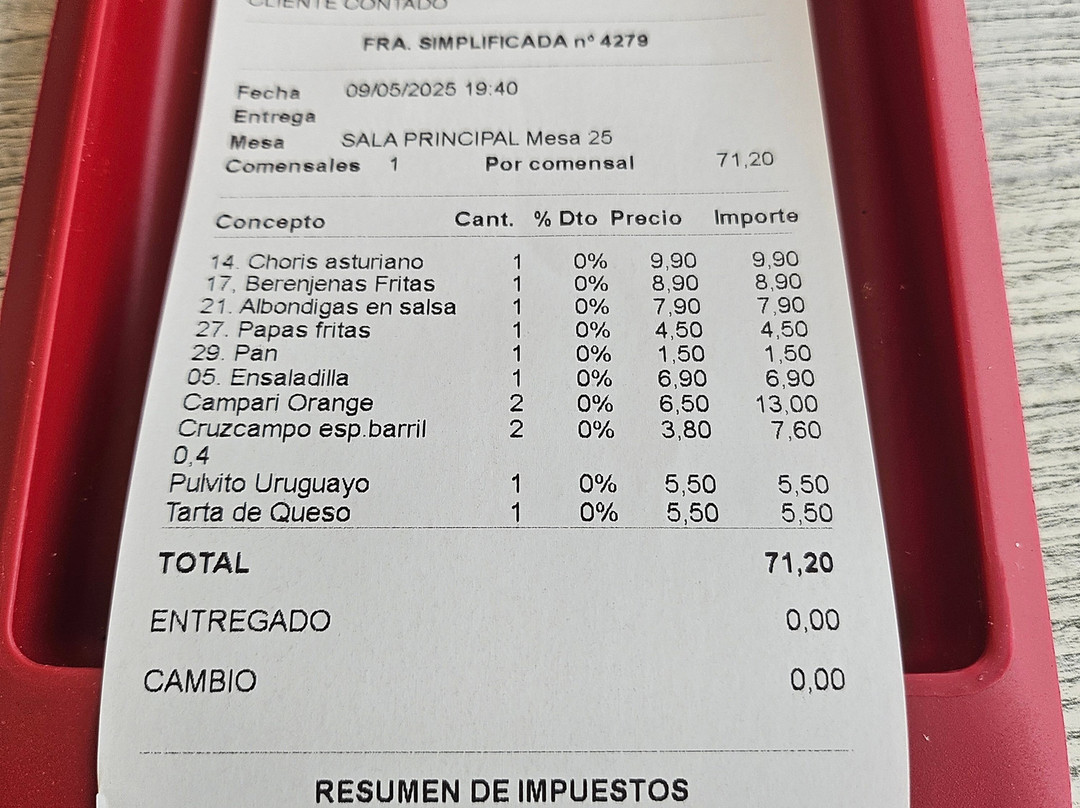 CLIENTE CONTADO
FRA. SIMPLIFICADA nº 4279
Fecha 09/05/2025 19:40
Entrega
Mesa SALA PRINCIPAL Mesa 25
Comensales 1 Por comensal 71,20
Concepto Cant. % Dto Precio Importe
14. Choris asturiano 1 0% 9,90 9,90
17, Berenjenas Fritas 1 0% 8,90 8,90
21. Albondigas en salsa 1 0% 7,90 7,90
27. Papas fritas 1 0% 4,50 4,50
29. Pan 1 0% 1,50 1,50
05. Ensaladilla 1 0% 6,90 6,90
Campari Orange 2 0% 6,50 13,00
Cruzcampo esp.barril 2 0% 3,80 7,60
0,4
Pulvito Uruguayo 1 0% 5,50 5,50
Tarta de Queso 1 0% 5,50 5,50
TOTAL 71,20
ENTREGADO 0,00
CAMBIO 0,00
RESUMEN DE IMPUESTOS